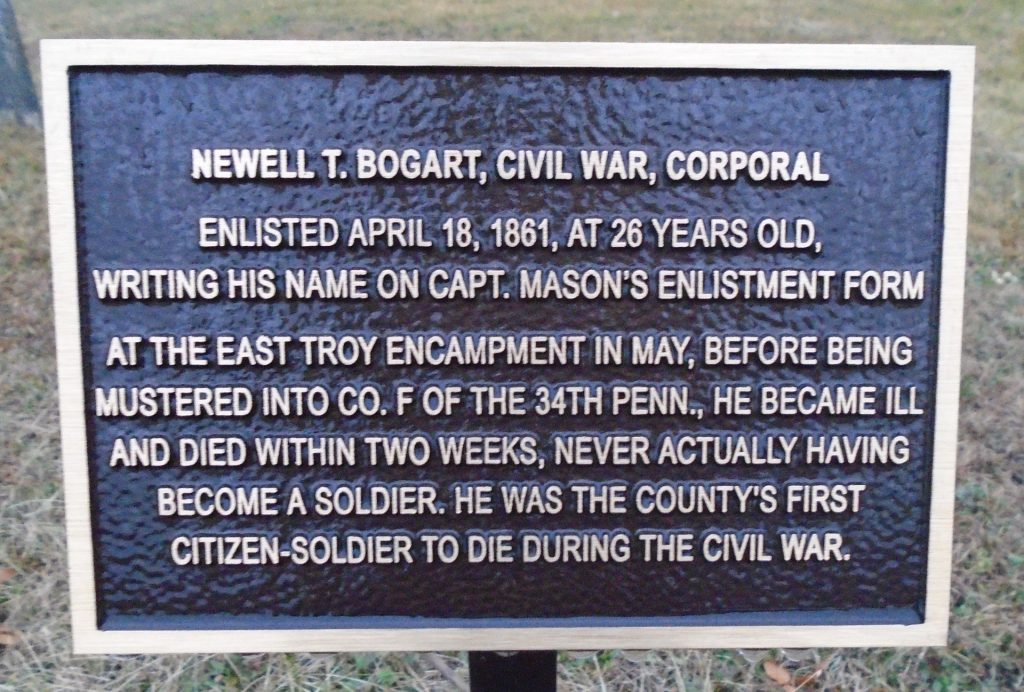 NEWELL T. BOGART, CIVIL WAR, CORPORAL
ENLISTED APRIL 18, 1861, AT 26 YEARS OLD,
WRITING HIS NAME ON CAPT. MASON'S ENLISTMENT FORM
AT THE EAST TROY ENCAMPMENT IN MAY, BEFORE BEING
MUSTERED INTO CO. F OF THE 34TH PENN., HE BECAME ILL
AND DIED WITHIN TWO WEEKS, NEVER ACTUALLY HAVING
BECOME A SOLDIER. HE WAS THE COUNTY'S FIRST
CITIZEN-SOLDIER TO DIE DURING THE CIVIL WAR.